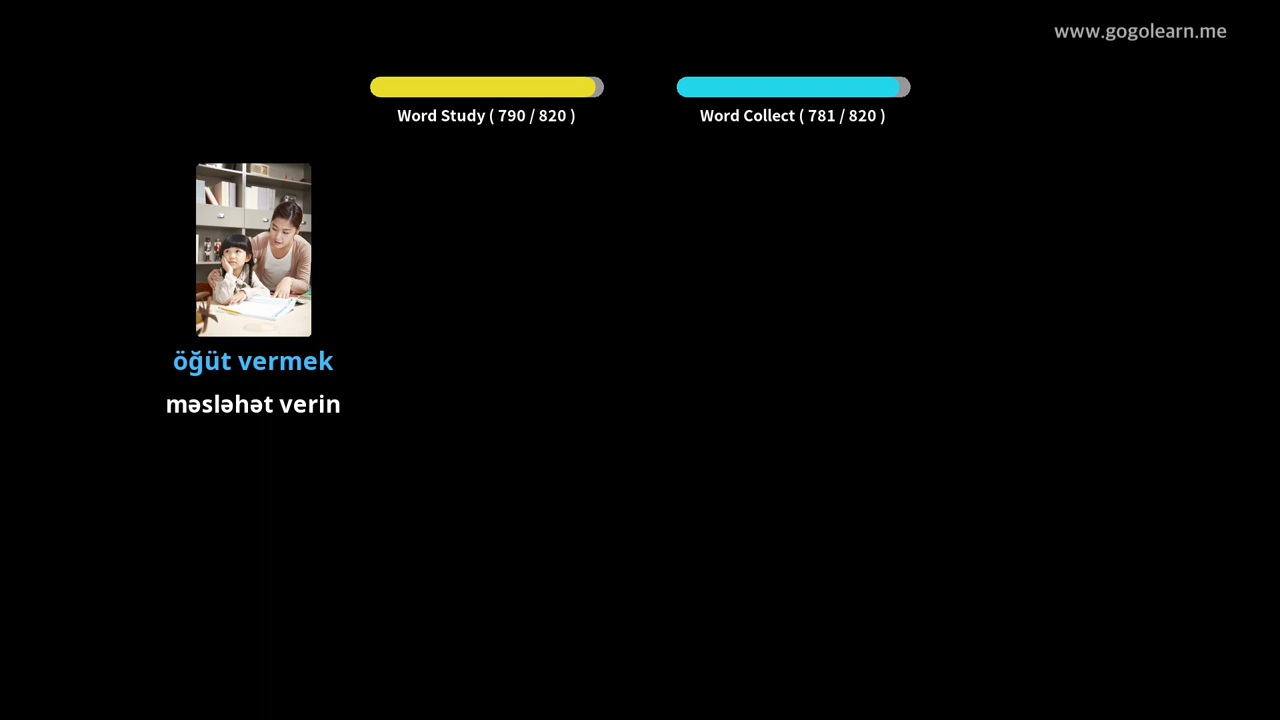 www.gogolearn.me
Word Study ( 790 / 820 )
Word Collect ( 781 / 820 )
öğüt vermek
məsləhət verin